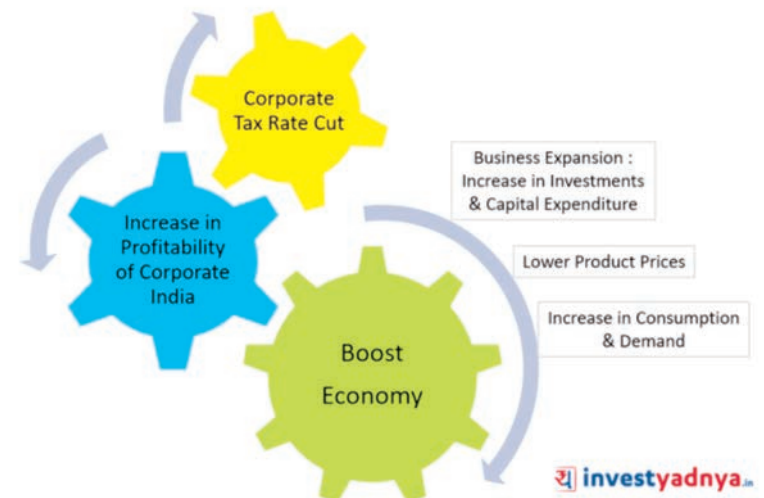 Corporate
Tax Rate Cut
Increase in
Profitability
of Corporate
India
Boost
Economy
Business Expansion :
Increase in Investments
& Capital Expenditure
Lower Product Prices
Increase in Consumption
& Demand
य investyadnya.in